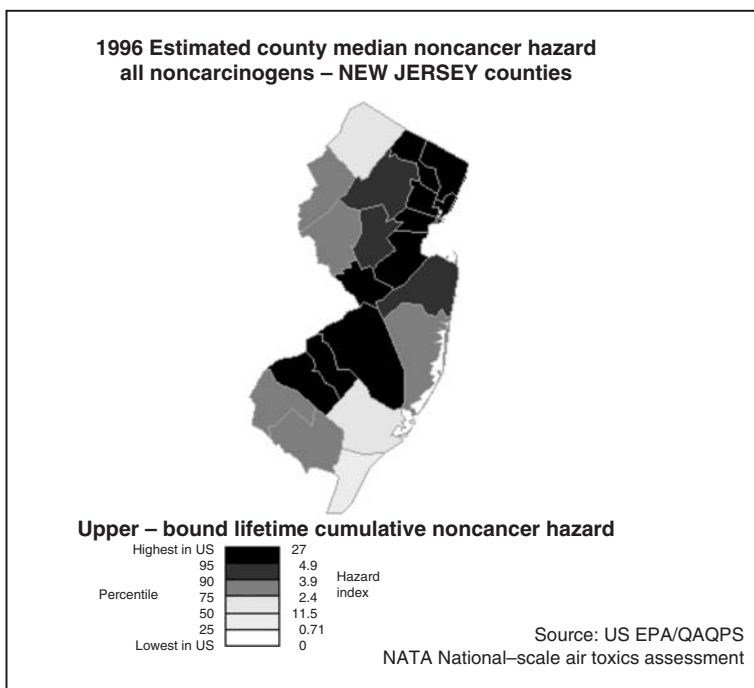 1996 Estimated county median noncancer hazard
all noncarcinogens – NEW JERSEY counties
Upper – bound lifetime cumulative noncancer hazard
Highest in US 27
95 4.9
90 3.9
Percentile 75 2.4 Hazard index
50 11.5
25 0.71
Lowest in US 0
Source: US EPA/QAQPS
NATA National–scale air toxics assessment